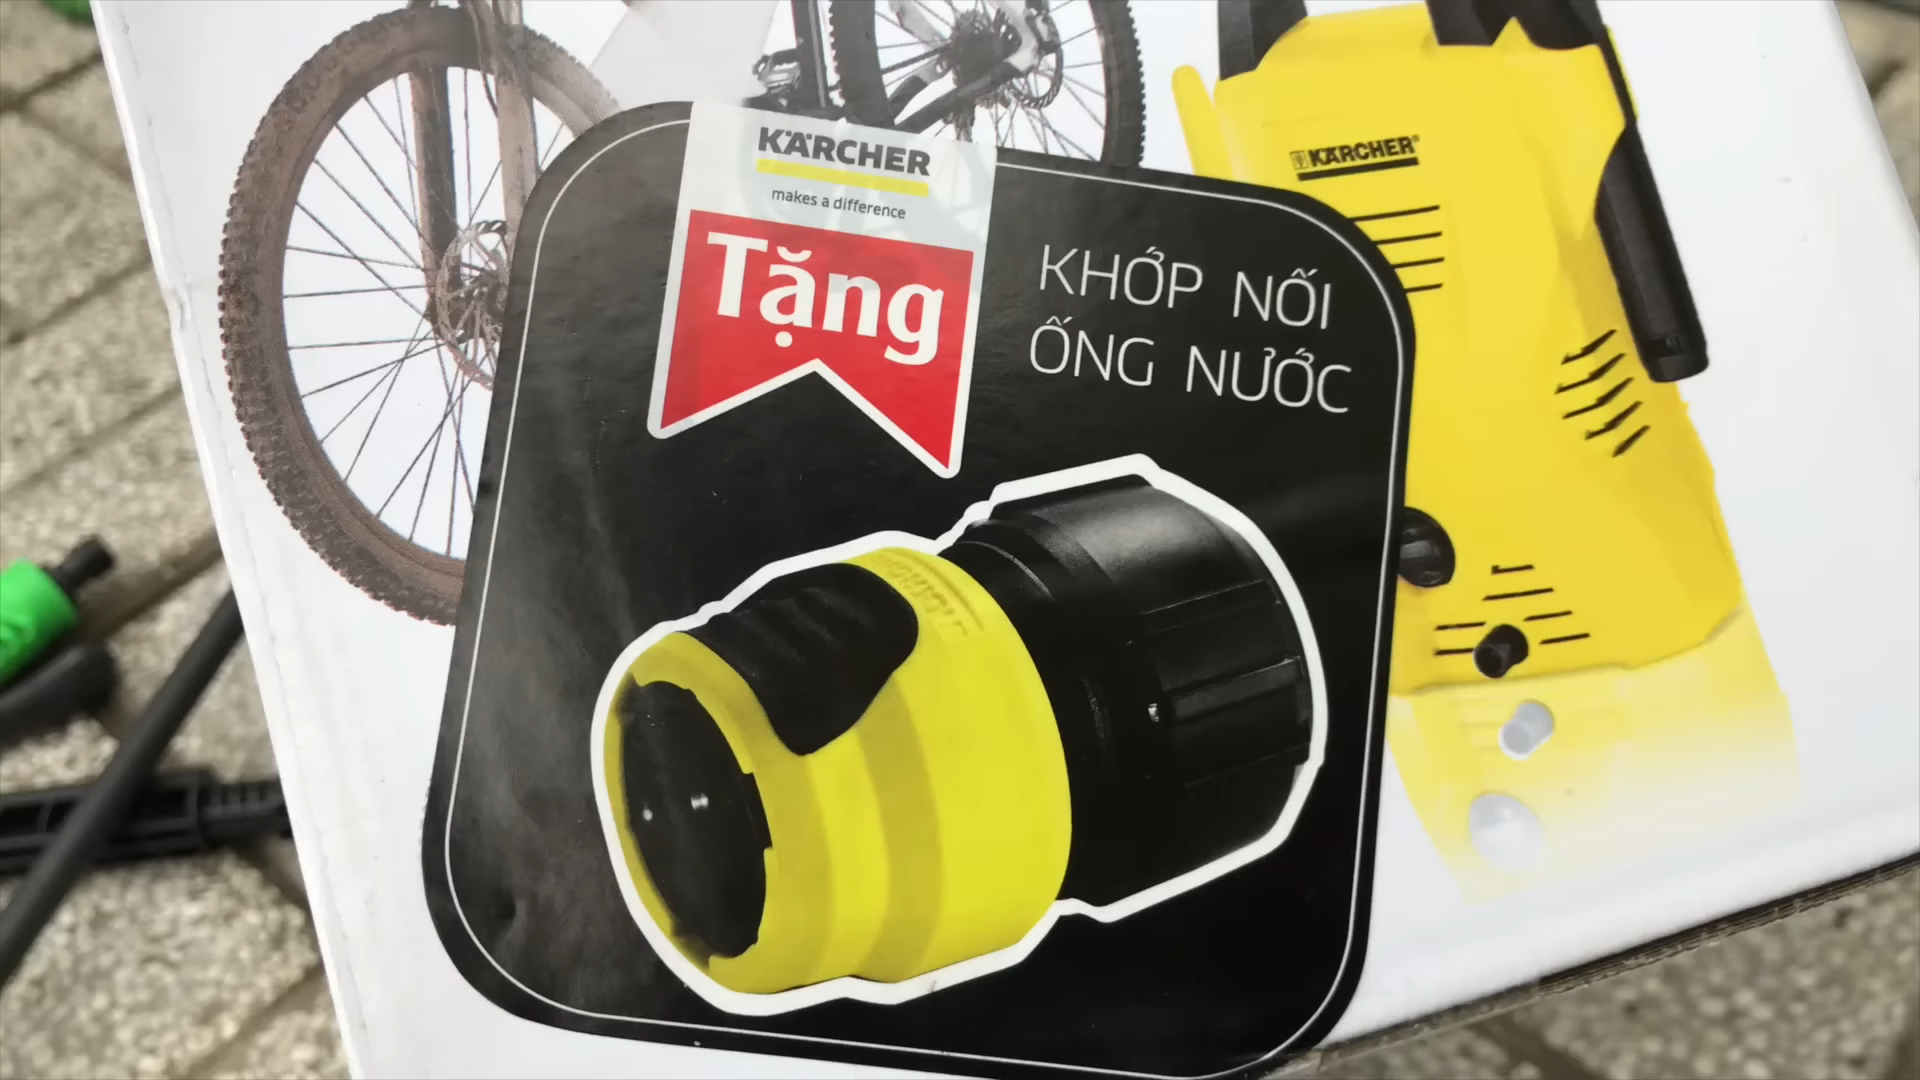 KÄRCHER
makes a difference
Tặng
KHỚP NỐI
ỐNG NƯỚC
KÄRCHER